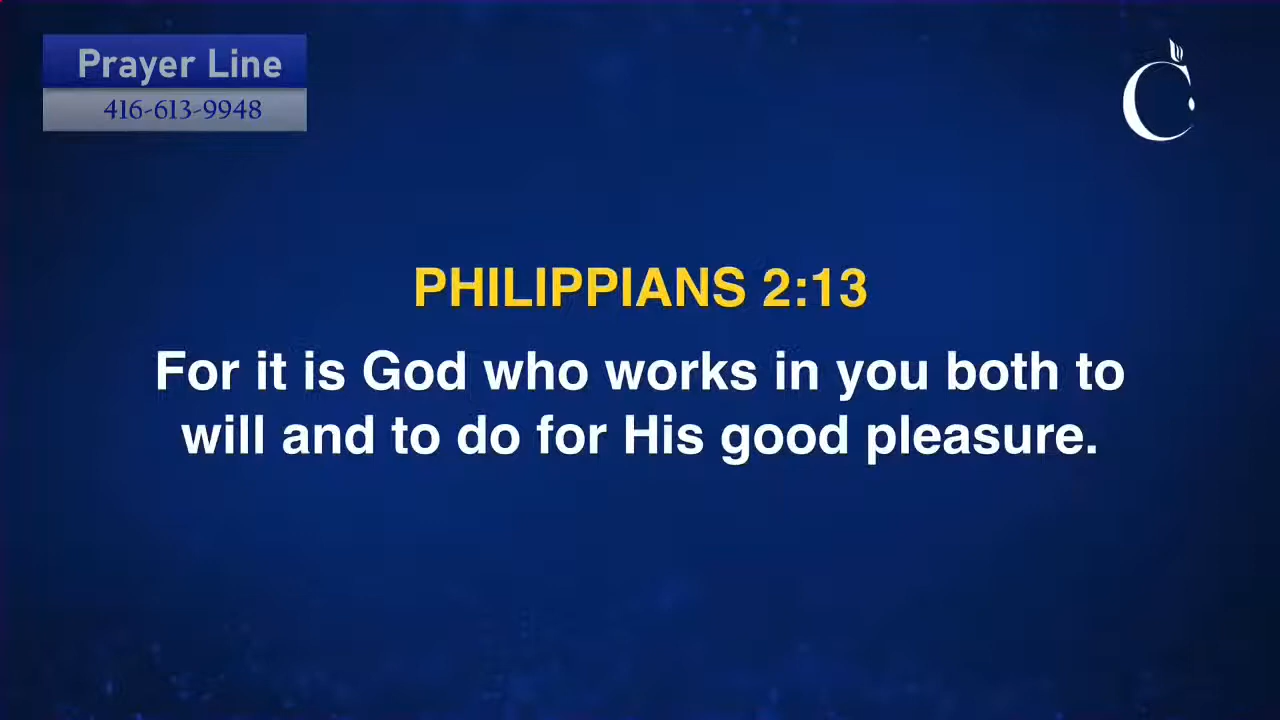 Prayer Line
416-613-9948
PHILIPPIANS 2:13
For it is God who works in you both to
will and to do for His good pleasure.